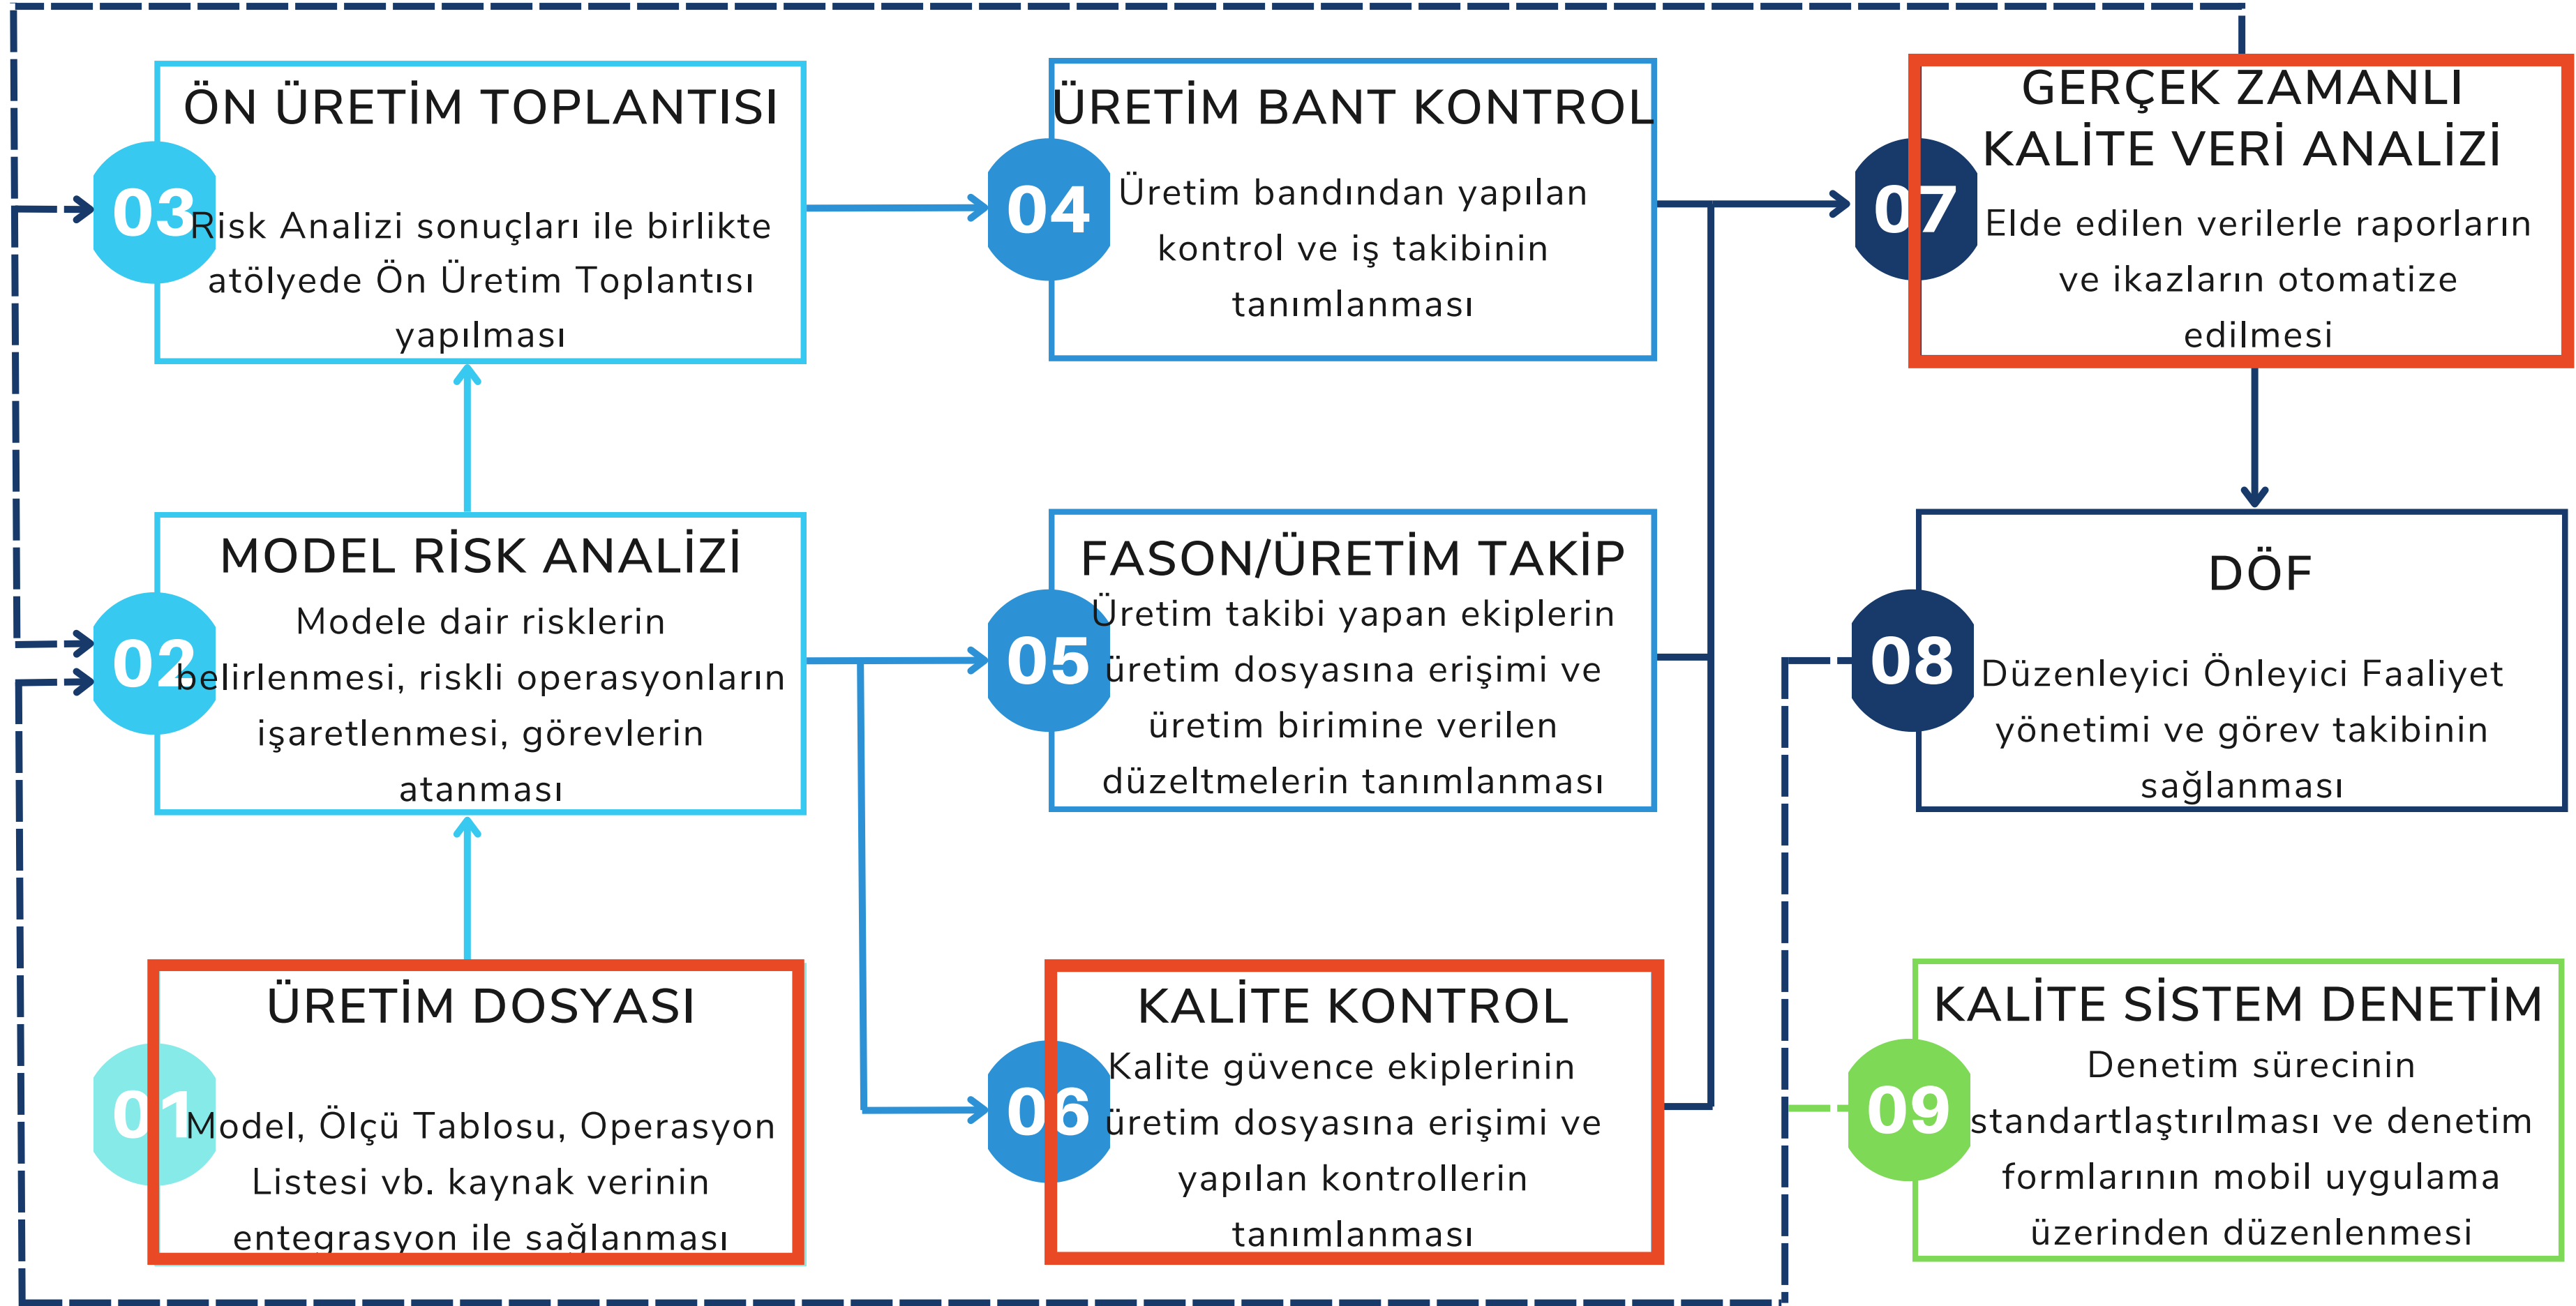 ÖN ÜRETİM TOPLANTISI
03
Risk Analizi sonuçları ile birlikte
atölyede Ön Üretim Toplantısı
yapılması
ÜRETİM BANT KONTROL
04
Üretim bandından yapılan
kontrol ve iş takibinin
tanımlanması
GERÇEK ZAMANLI
KALİTE VERİ ANALİZİ
07
Elde edilen verilerle raporların
ve ikazların otomatize
edilmesi
MODEL RİSK ANALİZİ
02
Modele dair risklerin
belirlenmesi, riskli operasyonların
işaretlenmesi, görevlerin
atanması
FASON/ÜRETİM TAKİP
05
Üretim takibi yapan ekiplerin
üretim dosyasına erişimi ve
üretim birimine verilen
düzeltmelerin tanımlanması
DÖF
08
Düzenleyici Önleyici Faaliyet
yönetimi ve görev takibinin
sağlanması
ÜRETİM DOSYASI
01
Model, Ölçü Tablosu, Operasyon
Listesi vb. kaynak verinin
entegrasyon ile sağlanması
KALİTE KONTROL
06
Kalite güvence ekiplerinin
üretim dosyasına erişimi ve
yapılan kontrollerin
tanımlanması
KALİTE SİSTEM DENETİM
09
Denetim sürecinin
standartlaştırılması ve denetim
formlarının mobil uygulama
üzerinden düzenlenmesi